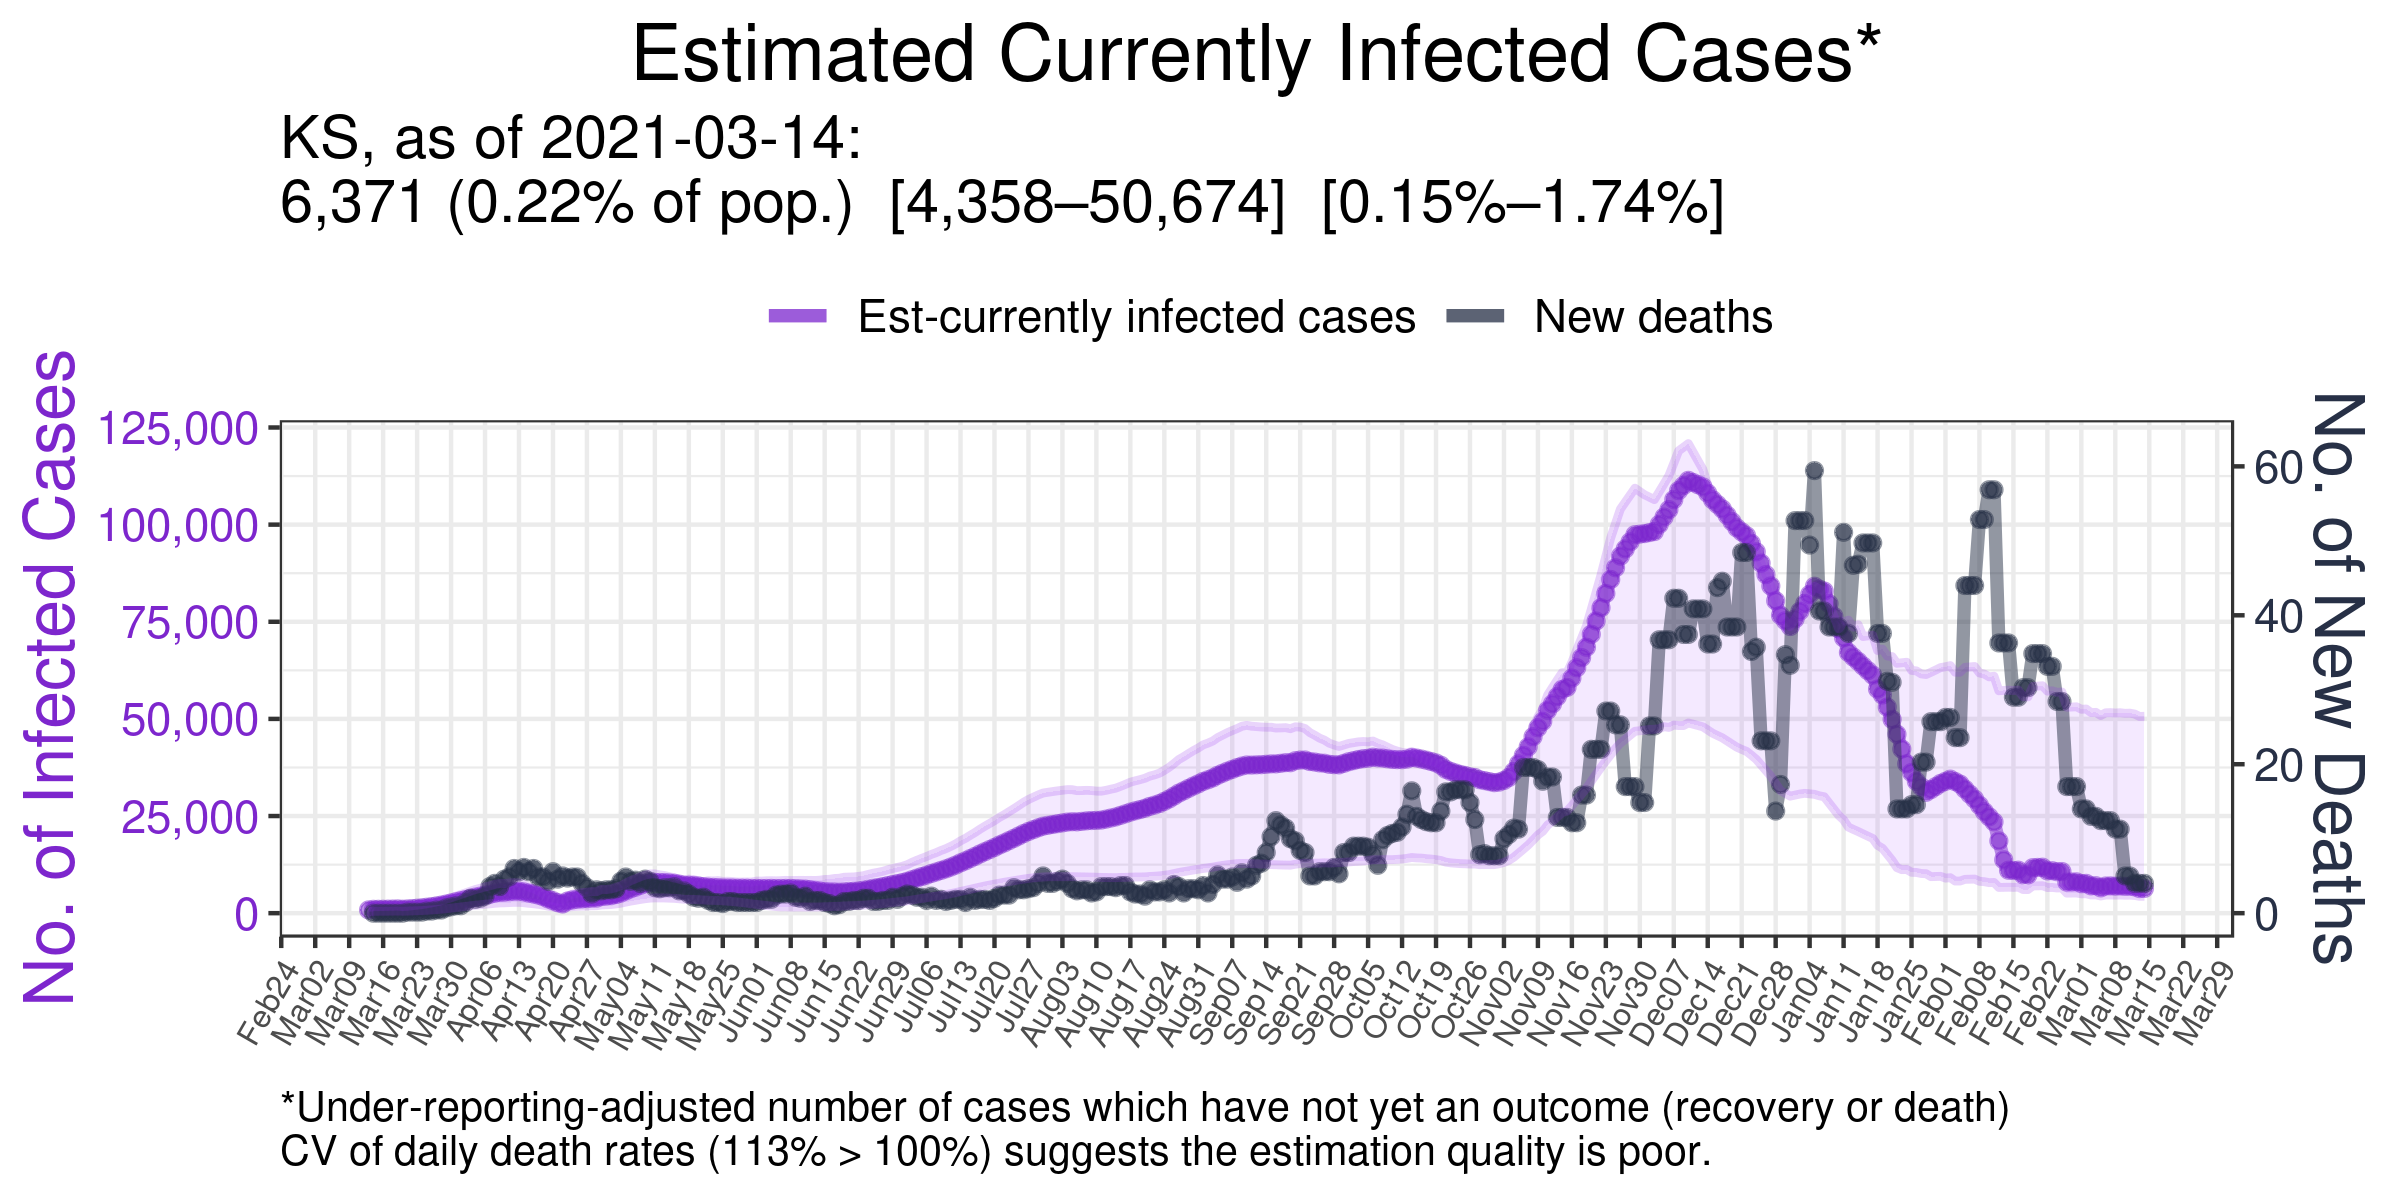 Estimated Currently Infected Cases*
KS, as of 2021-03-14:
6,371 (0.22% of pop.) [4,358–50,674] [0.15%–1.74%]
Est-currently infected cases
New deaths
No. of Infected Cases
125,000
100,000
75,000
50,000
25,000
0
60
40
20
0
No. of New Deaths
Feb24
Mar02
Mar09
Mar16
Mar23
Mar30
Apr06
Apr13
Apr20
Apr27
May04
May11
May18
May25
Jun01
Jun08
Jun15
Jun22
Jun29
Jul06
Jul13
Jul20
Jul27
Aug03
Aug10
Aug17
Aug24
Aug31
Sep07
Sep14
Sep21
Sep28
Oct05
Oct12
Oct19
Oct26
Nov02
Nov09
Nov16
Nov23
Nov30
Dec07
Dec14
Dec21
Dec28
Jan04
Jan11
Jan18
Jan25
Feb01
Feb08
Feb15
Feb22
Mar01
Mar08
Mar15
Mar22
Mar29
*Under-reporting-adjusted number of cases which have not yet an outcome (recovery or death)
CV of daily death rates (113% > 100%) suggests the estimation quality is poor.